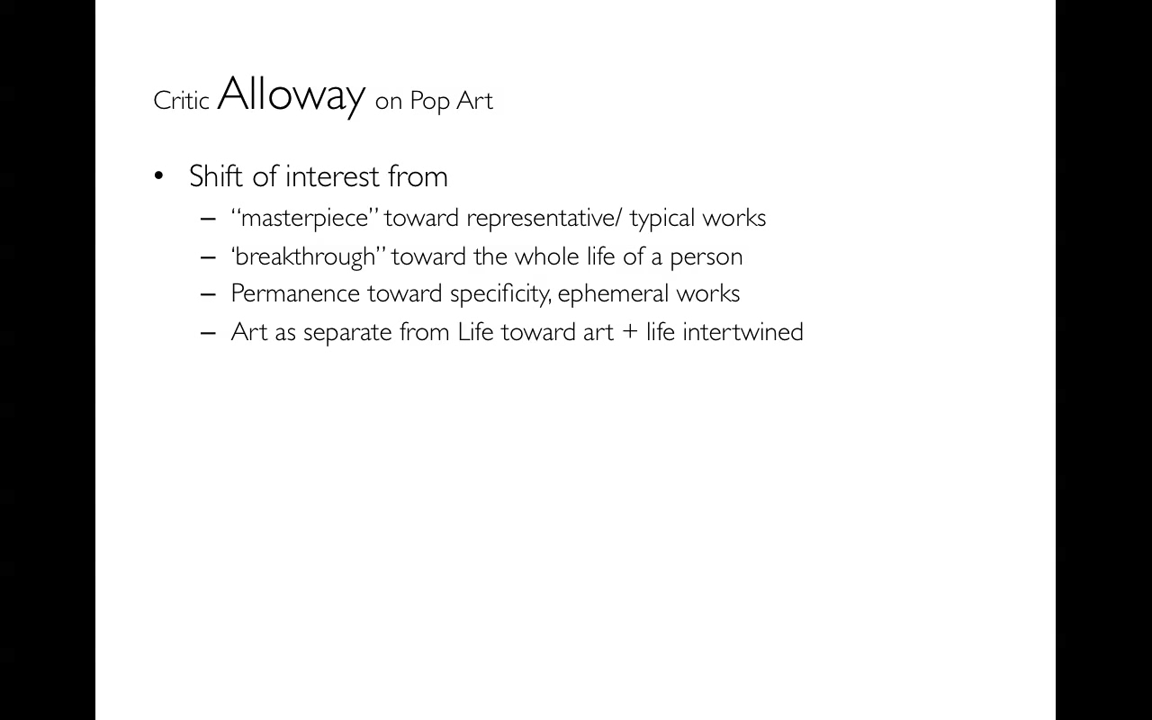 Critic Alloway on Pop Art
• Shift of interest from
– “masterpiece” toward representative/ typical works
– ‘breakthrough” toward the whole life of a person
– Permanence toward specificity, ephemeral works
– Art as separate from Life toward art + life intertwined